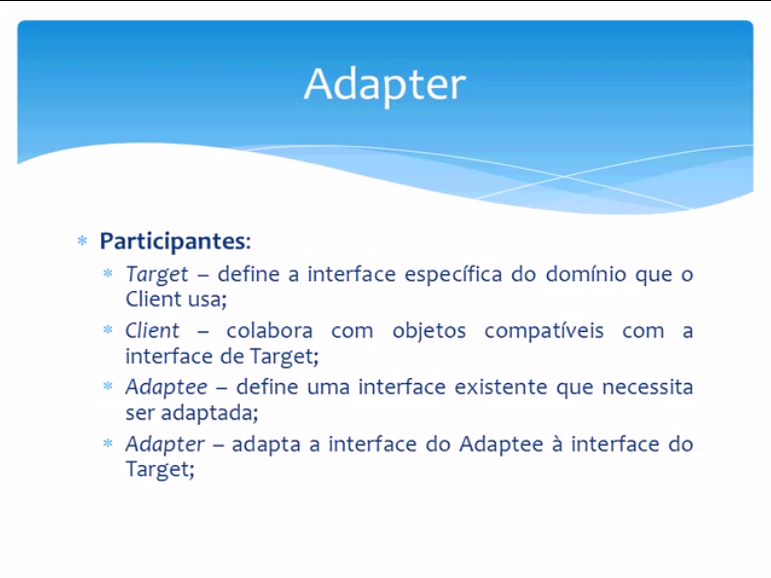 Adapter
* Participantes:
* Target – define a interface específica do domínio que o
Client usa;
* Client – colabora com objetos compatíveis com a
interface de Target;
* Adaptee – define uma interface existente que necessita
ser adaptada;
* Adapter – adapta a interface do Adaptee à interface do
Target;